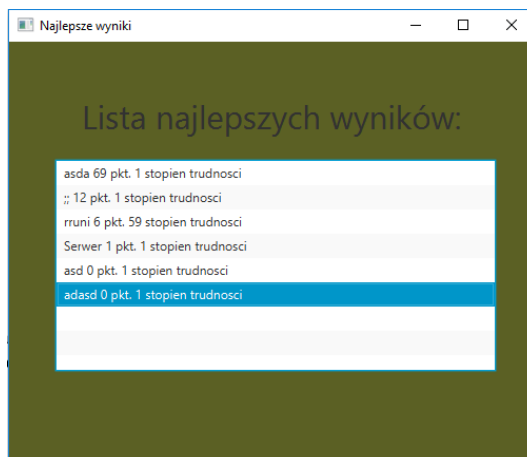 Najlepsze wyniki
Lista najlepszych wyników:
asda 69 pkt. 1 stopien trudnosci
;; 12 pkt. 1 stopien trudnosci
rruni 6 pkt. 59 stopien trudnosci
Serwer 1 pkt. 1 stopien trudnosci
asd 0 pkt. 1 stopien trudnosci
adasd 0 pkt. 1 stopien trudnosci